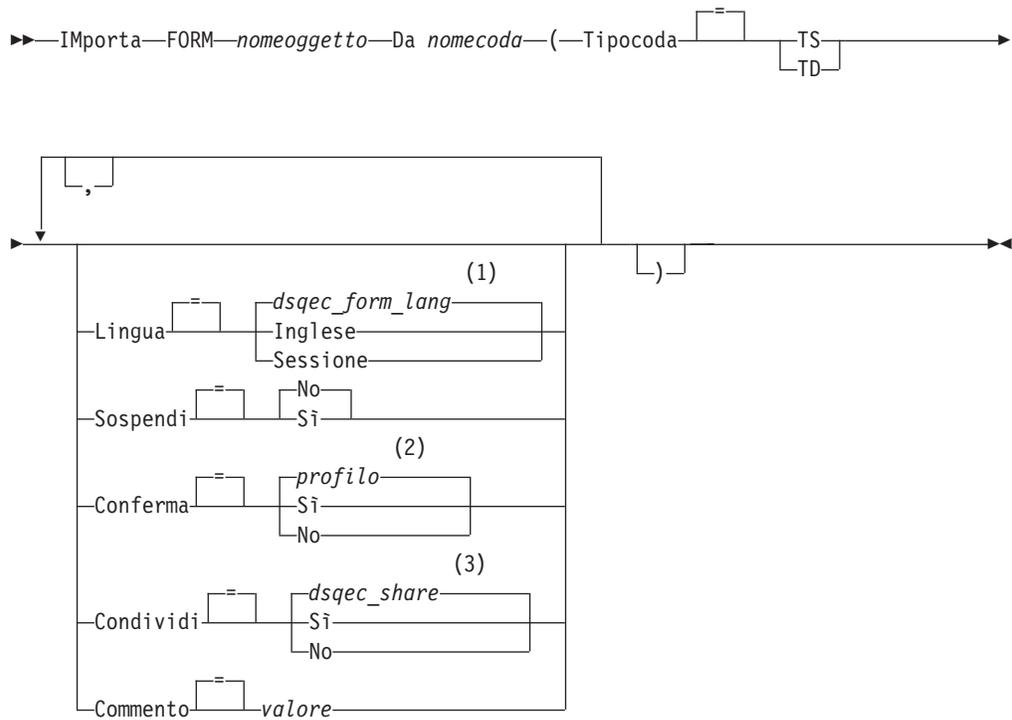 =
IMporta FORM nomeoggetto Da nomecoda ( Tipocoda TS
TD
,
)
(1)
= dsqec_form_lang
Lingua Inglese
Sessione
= No
Sospendi Sì
(2)
= profilo
Conferma Sì
No
(3)
= dsqec_share
Condividi Sì
No
=
Commento valore